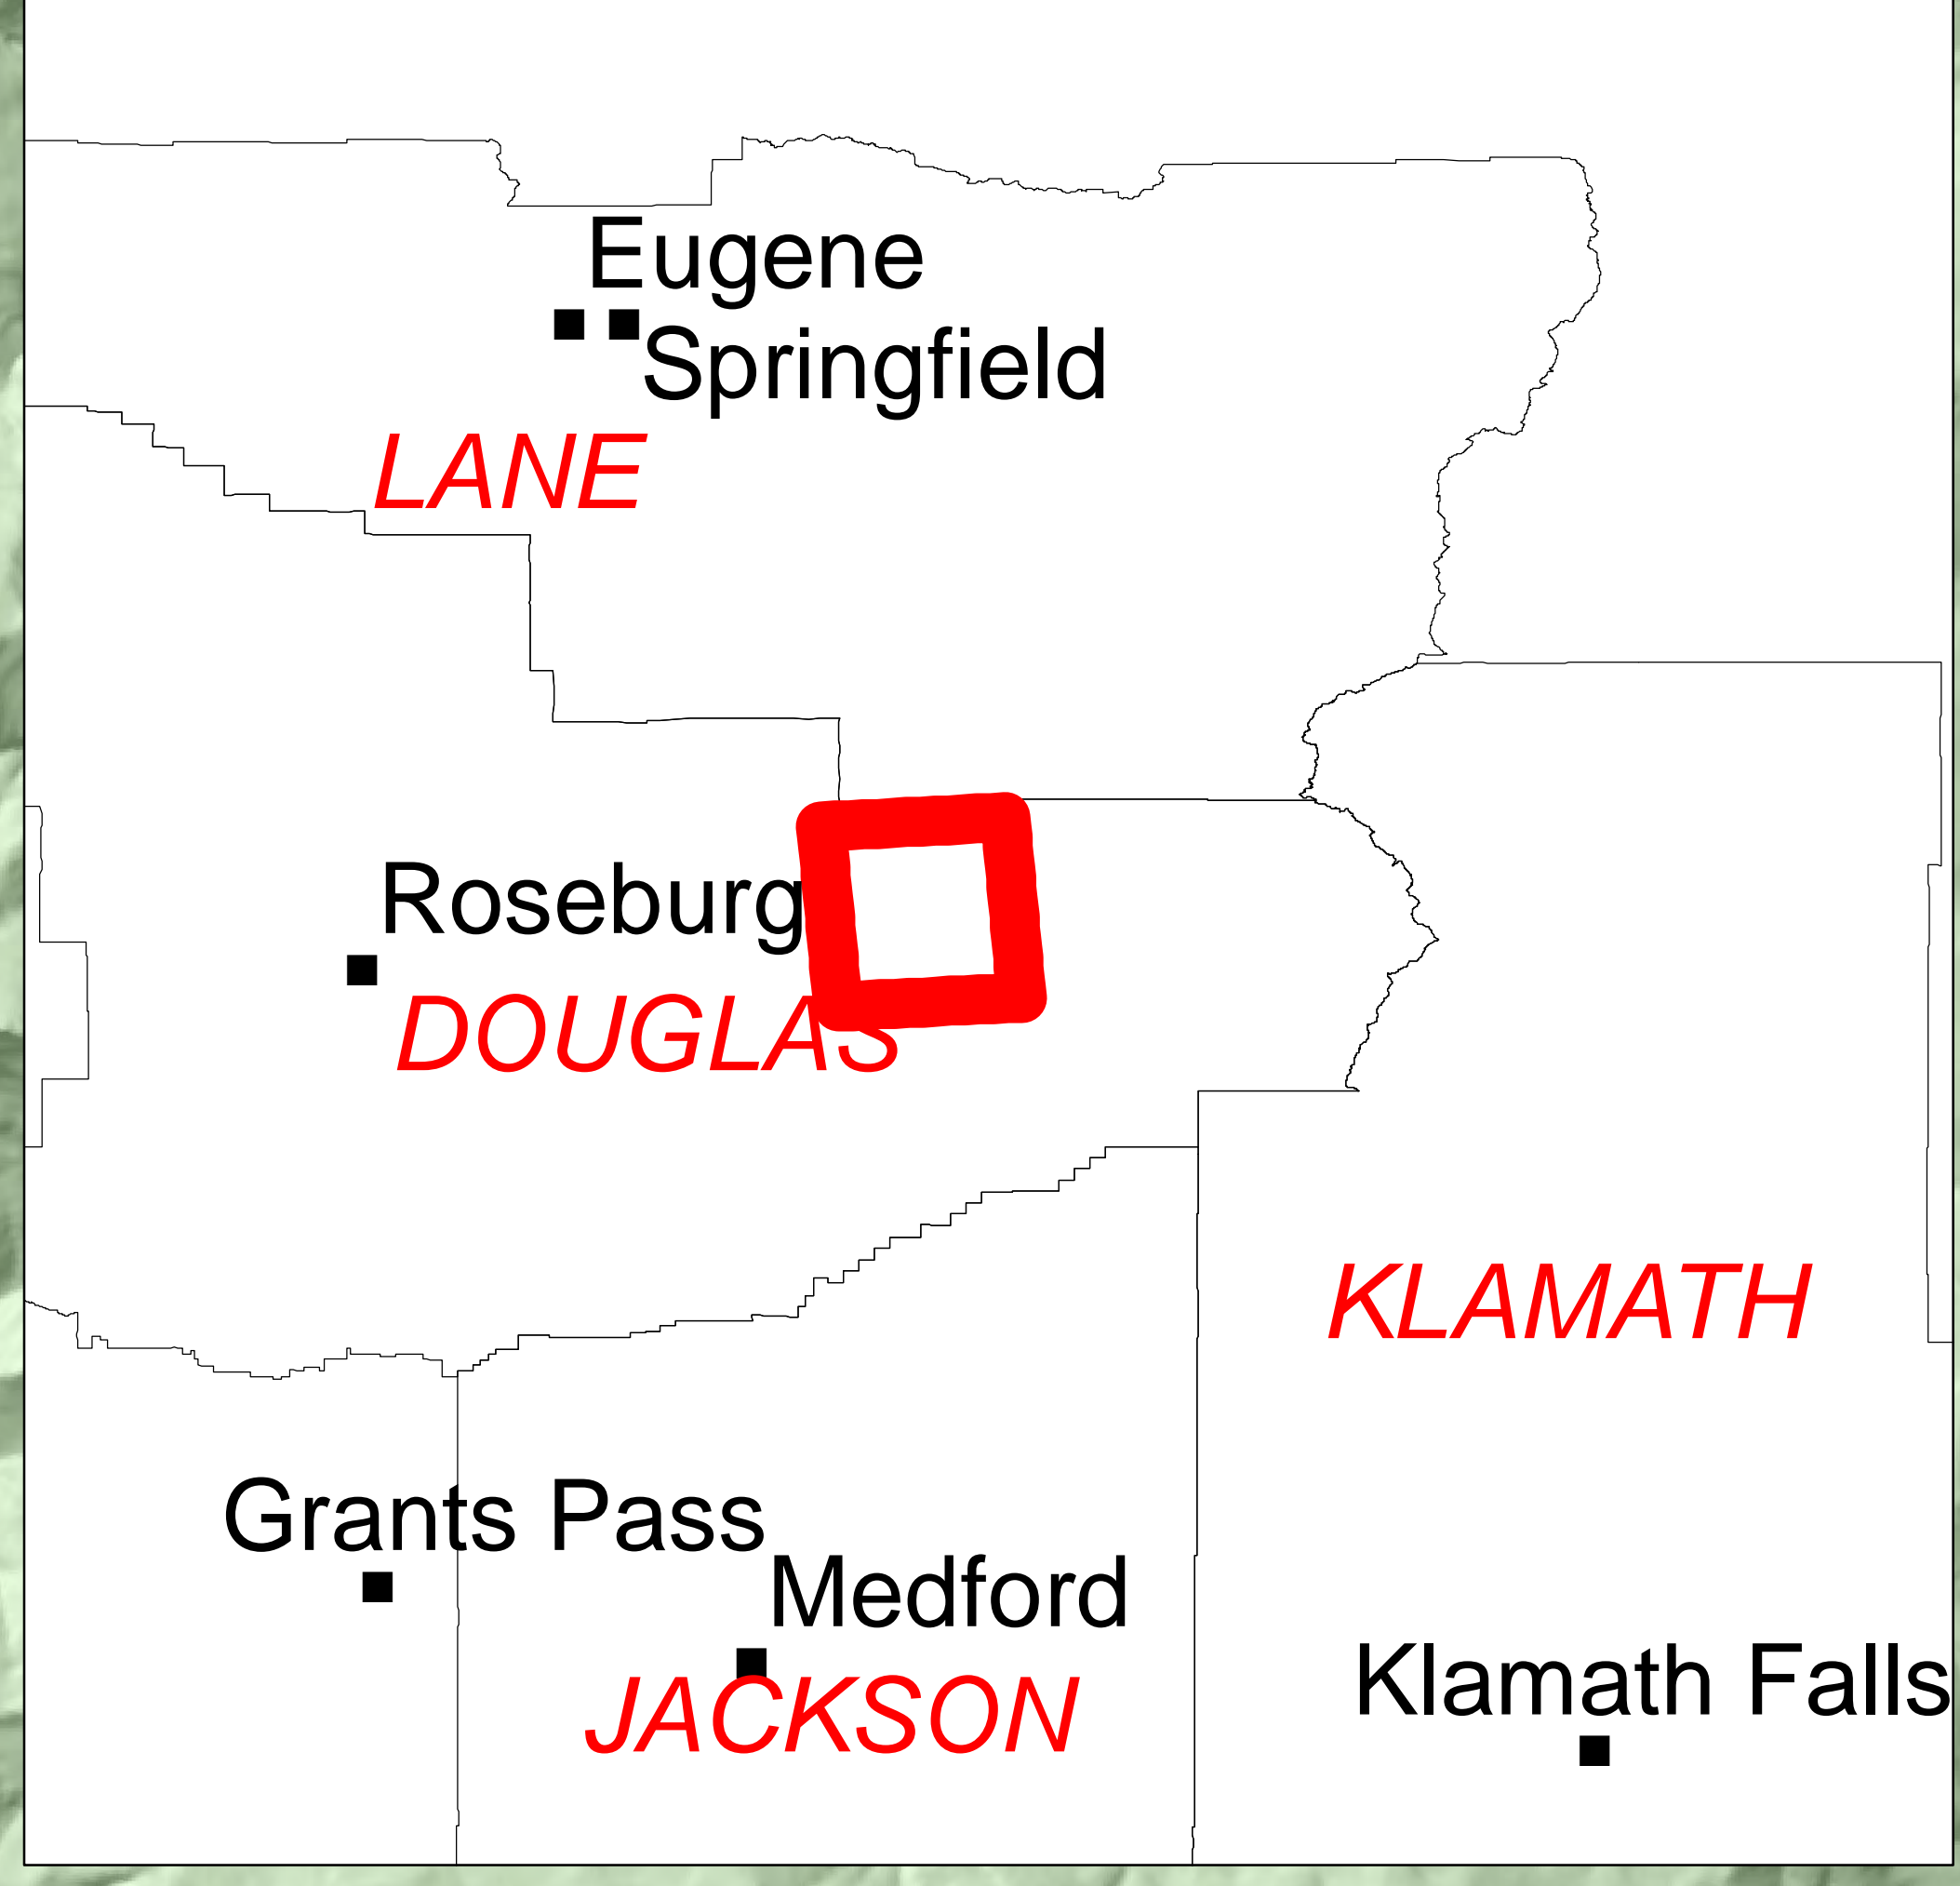 Eugene
Springfield
LANE
Roseburg
DOUGLAS
KLAMATH
Grants Pass
Medford
Klamath Falls
JACKSON